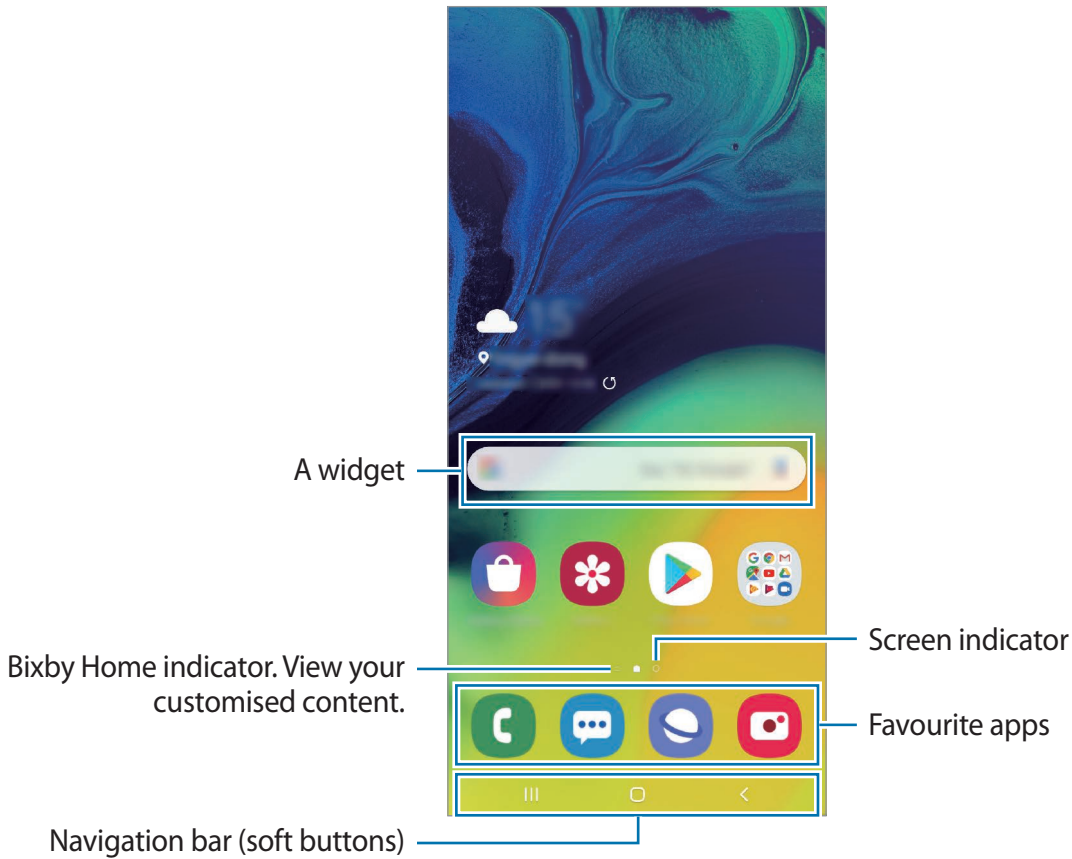 A widget
Screen indicator
Bixby Home indicator. View your
customised content.
Favourite apps
Navigation bar (soft buttons)